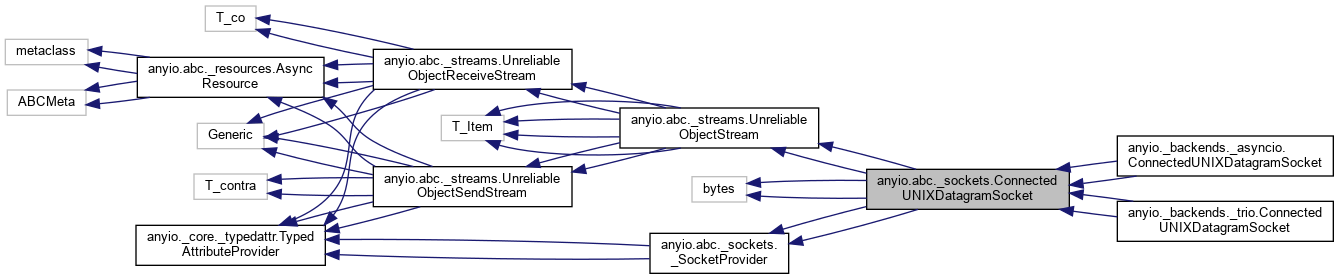 T_co
metaclass
anyio.abc._streams.Unreliable
ObjectReceiveStream
anyio.abc._resources.Async
Resource
ABCMeta
Generic
T_Item
anyio.abc._streams.Unreliable
ObjectStream
T_contra
anyio.abc._streams.Unreliable
ObjectSendStream
bytes
anyio.abc._sockets.Connected
UNIXDatagramSocket
anyio._backends._asyncio.
ConnectedUNIXDatagramSocket
anyio._backends._trio.Connected
UNIXDatagramSocket
anyio._core._typedattr.Typed
AttributeProvider
anyio.abc._sockets.
_SocketProvider